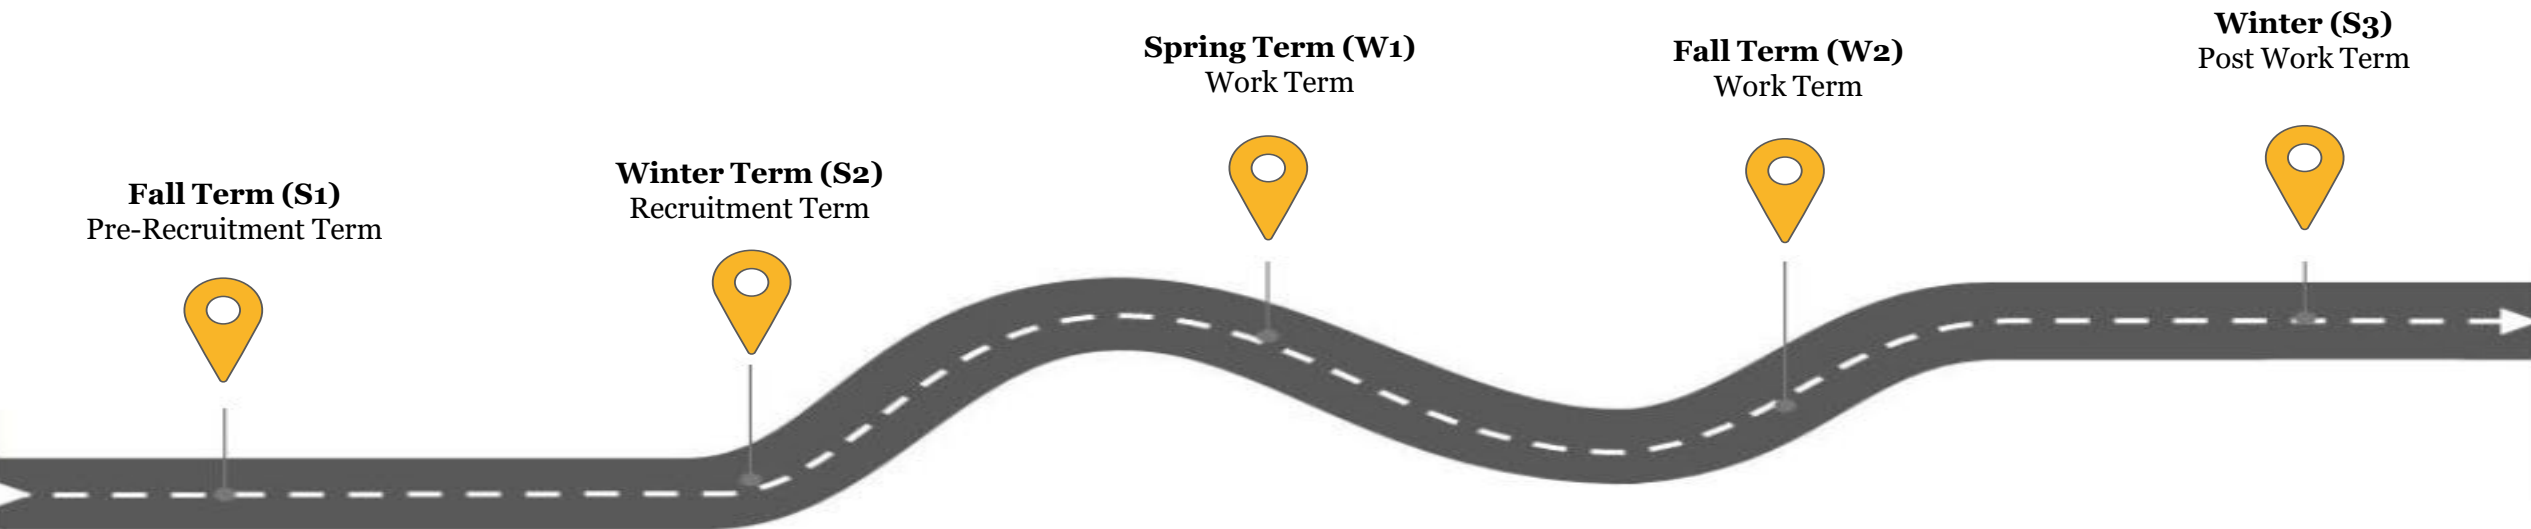 Fall Term (S1)
Pre-Recruitment Term
Winter Term (S2)
Recruitment Term
Spring Term (W1)
Work Term
Fall Term (W2)
Work Term
Winter (S3)
Post Work Term